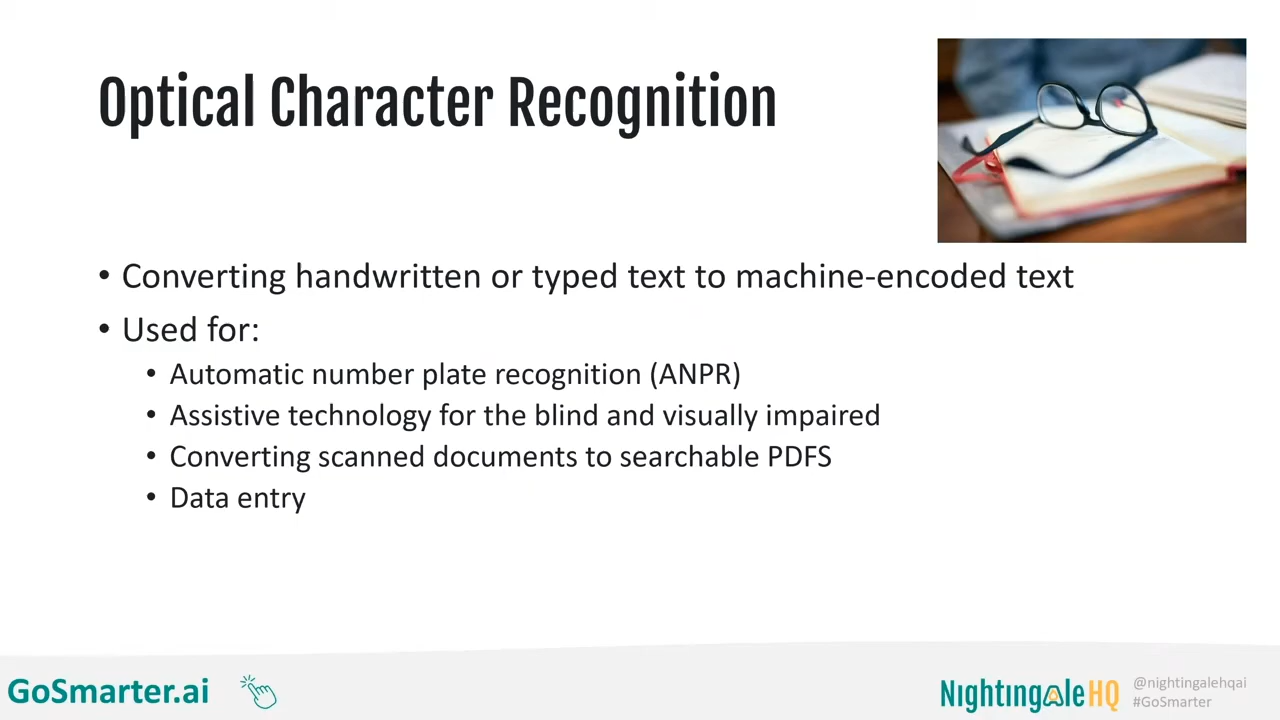 Optical Character Recognition
• Converting handwritten or typed text to machine-encoded text
• Used for:
• Automatic number plate recognition (ANPR)
• Assistive technology for the blind and visually impaired
• Converting scanned documents to searchable PDFS
• Data entry
GoSmarter.ai
NightingaleHQ
@nightingalehqai
#GoSmarter